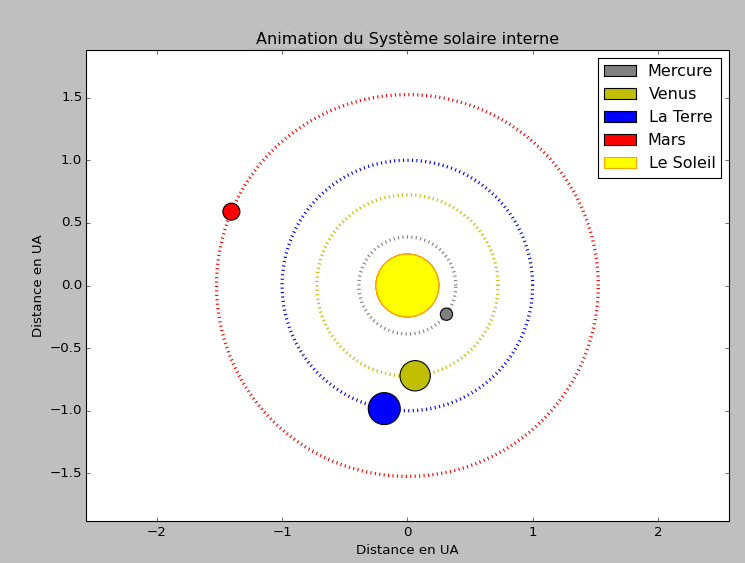 Animation du Système solaire interne
Mercure
Venus
La Terre
Mars
Le Soleil
1.5
1.0
0.5
0.0
−0.5
−1.0
−1.5
Distance en UA
−2
−1
0
1
2
Distance en UA